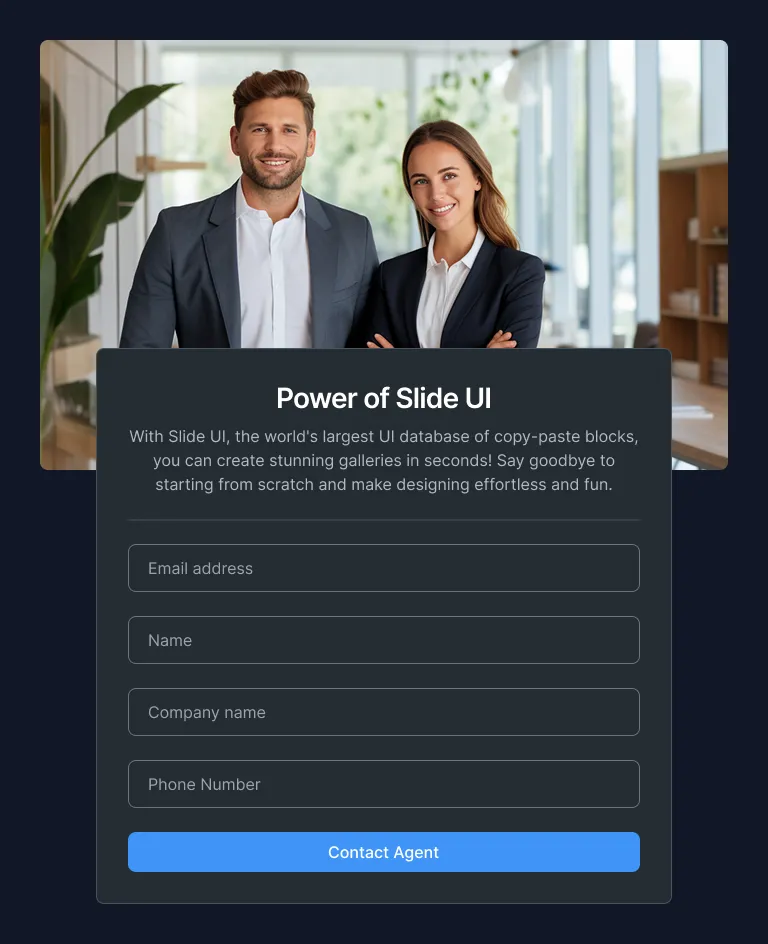 Power of Slide UI
With Slide UI, the world's largest UI database of copy-paste blocks,
you can create stunning galleries in seconds! Say goodbye to
starting from scratch and make designing effortless and fun.
Email address
Name
Company name
Phone Number
Contact Agent